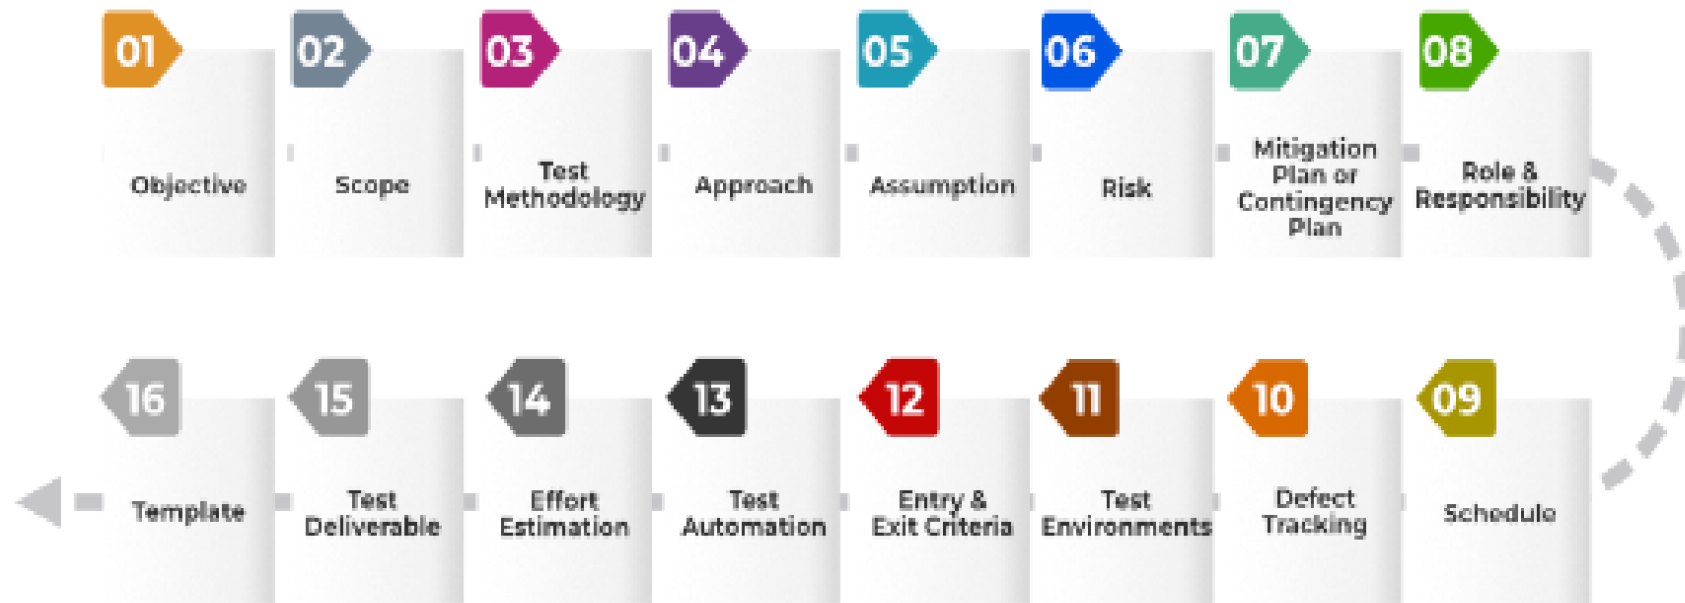 01
Objective
02
Scope
03
Test
Methodology
04
Approach
05
Assumption
06
Risk
07
Mitigation
Plan or
Contingency
Plan
08
Role &
Responsibility
09
Schedule
10
Defect
Tracking
11
Test
Environments
12
Entry &
Exit Criteria
13
Test
Automation
14
Effort
Estimation
15
Test
Deliverable
16
Template